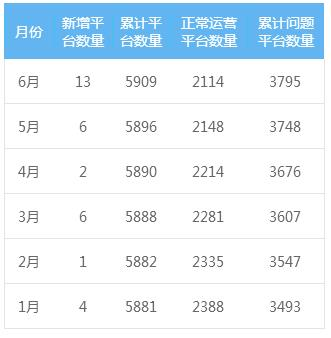 月份 新增平台数量 累计平台数量 正常运营平台数量 累计问题平台数量
6月 13 5909 2114 3795
5月 6 5896 2148 3748
4月 2 5890 2214 3676
3月 6 5888 2281 3607
2月 1 5882 2335 3547
1月 4 5881 2388 3493